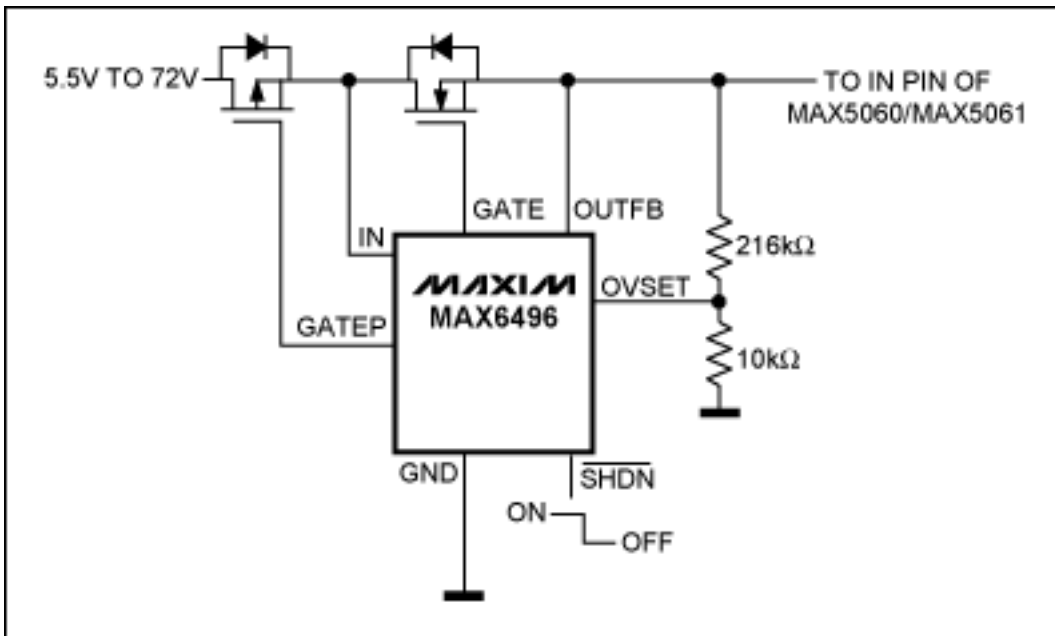 5.5V TO 72V
TO IN PIN OF
MAX5060/MAX5061
GATE
OUTFB
IN
216kΩ
MAXIM
OVSET
MAX6496
GATEP
10kΩ
GND
SHDN
ON
OFF